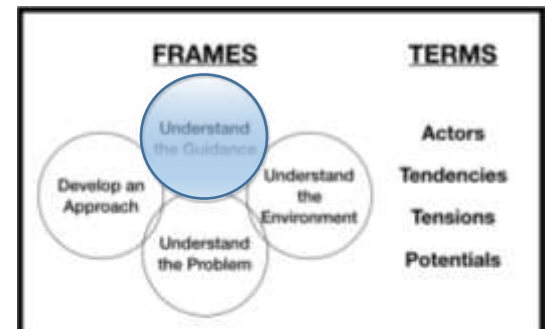 FRAMES
Understand
the Guidance
Develop an
Approach
Understand
the
Environment
Understand
the Problem
TERMS
Actors
Tendencies
Tensions
Potentials